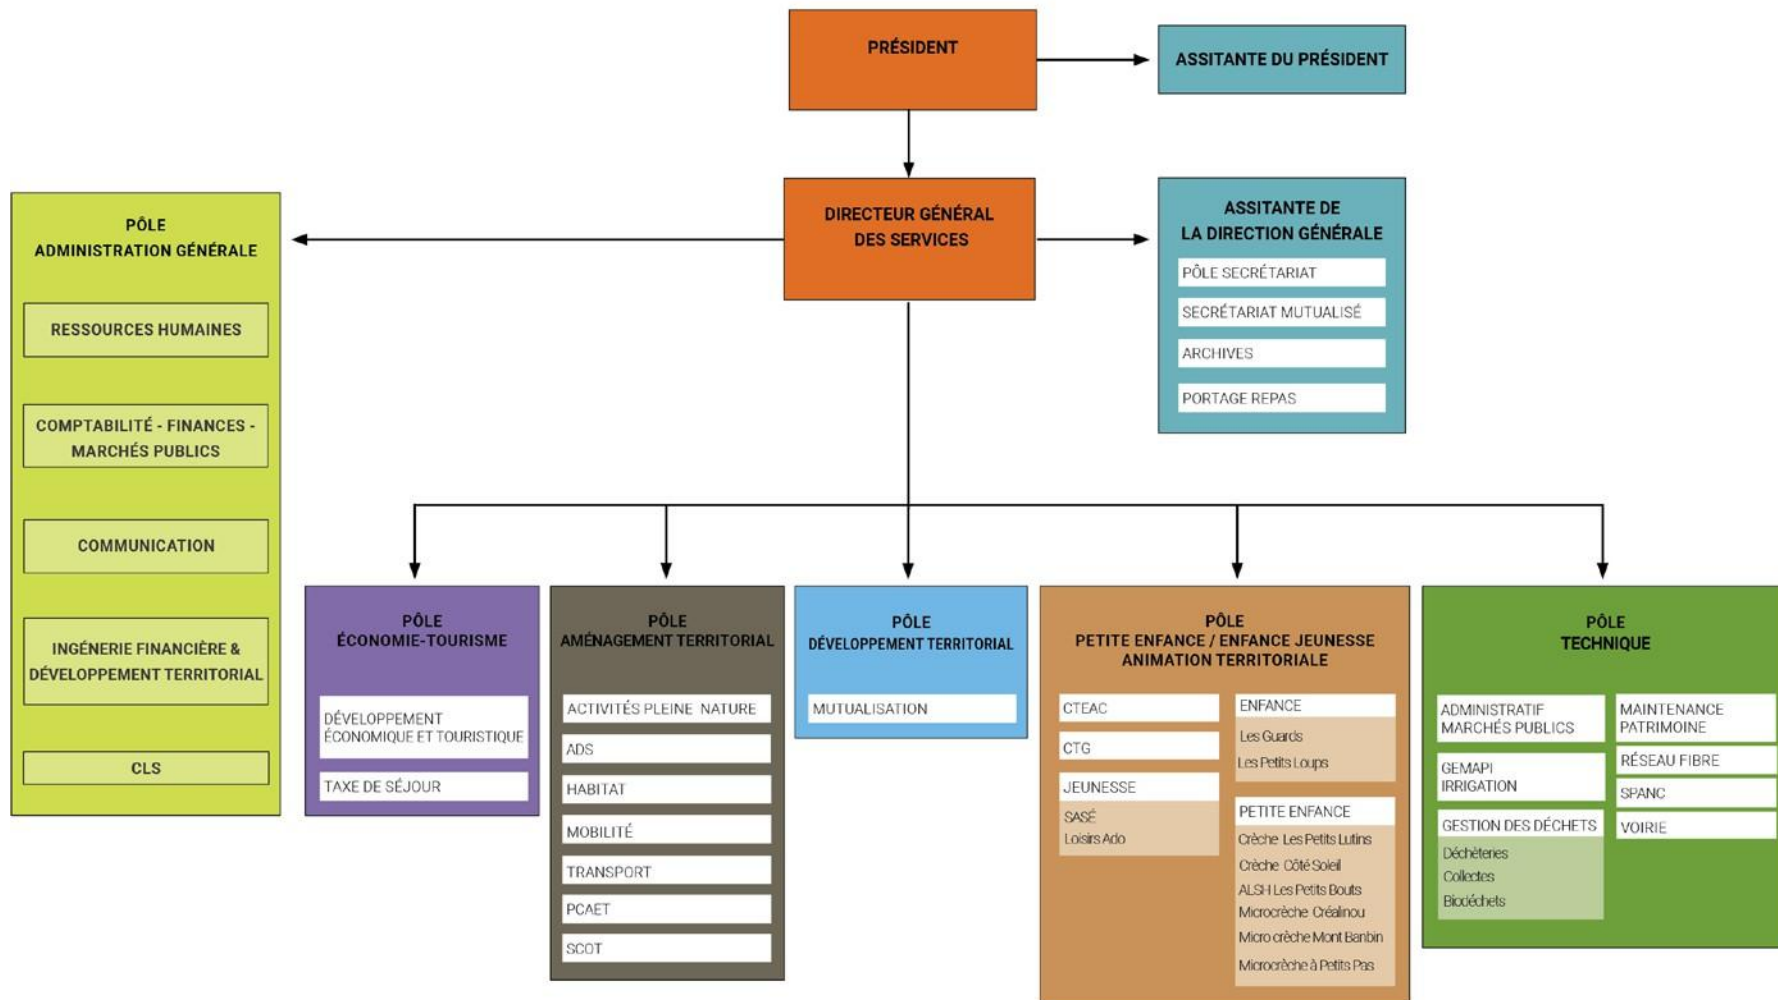 PRÉSIDENT
ASSITANTE DU PRÉSIDENT
DIRECTEUR GÉNÉRAL
DES SERVICES
ASSITANTE DE
LA DIRECTION GÉNÉRALE
PÔLE SECRÉTARIAT
SECRÉTARIAT MUTUALISÉ
ARCHIVES
PORTAGE REPAS
PÔLE
ADMINISTRATION GÉNÉRALE
RESSOURCES HUMAINES
COMPTABILITÉ - FINANCES -
MARCHÉS PUBLICS
COMMUNICATION
INGÉNERIE FINANCIÈRE &
DÉVELOPPEMENT TERRITORIAL
CLS
PÔLE
ÉCONOMIE-TOURISME
DÉVELOPPEMENT
ÉCONOMIQUE ET TOURISTIQUE
TAXE DE SÉJOUR
PÔLE
AMÉNAGEMENT TERRITORIAL
ACTIVITÉS PLEINE NATURE
ADS
HABITAT
MOBILITÉ
TRANSPORT
PCAET
SCOT
PÔLE
DÉVELOPPEMENT TERRITORIAL
MUTUALISATION
PÔLE
PETITE ENFANCE / ENFANCE JEUNESSE
ANIMATION TERRITORIALE
CTEAC
CTG
JEUNESSE
SASÉ
Loisirs Ado
ENFANCE
Les Guards
Les Petits Loups
PETITE ENFANCE
Crèche Les Petits Lutins
Crèche Côté Soleil
ALSH Les Petits Bouts
Microcrèche Créalinou
Micro crèche Mont Banbin
Microcrèche à Petits Pas
PÔLE
TECHNIQUE
ADMINISTRATIF
MARCHÉS PUBLICS
GEMAPI
IRRIGATION
GESTION DES DÉCHETS
Déchèteries
Collectes
Biodéchets
MAINTENANCE
PATRIMOINE
RÉSEAU FIBRE
SPANC
VOIRIE